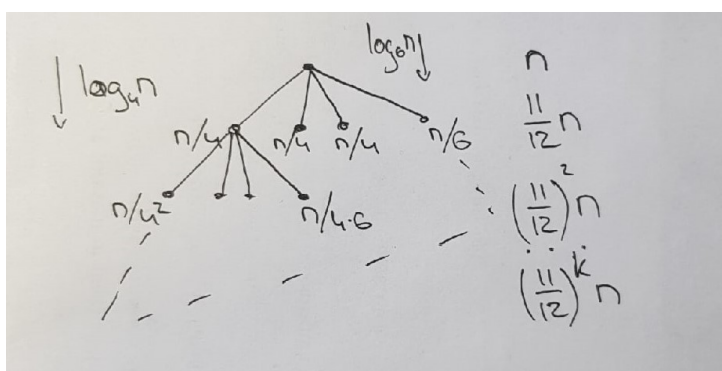 log₆n↓
n
↓ log₄n
11/12 n
n/4 n/4 n/4 n/6
n/4² n/4·6
(11/12)² n
. . .
(11/12)ᵏ n